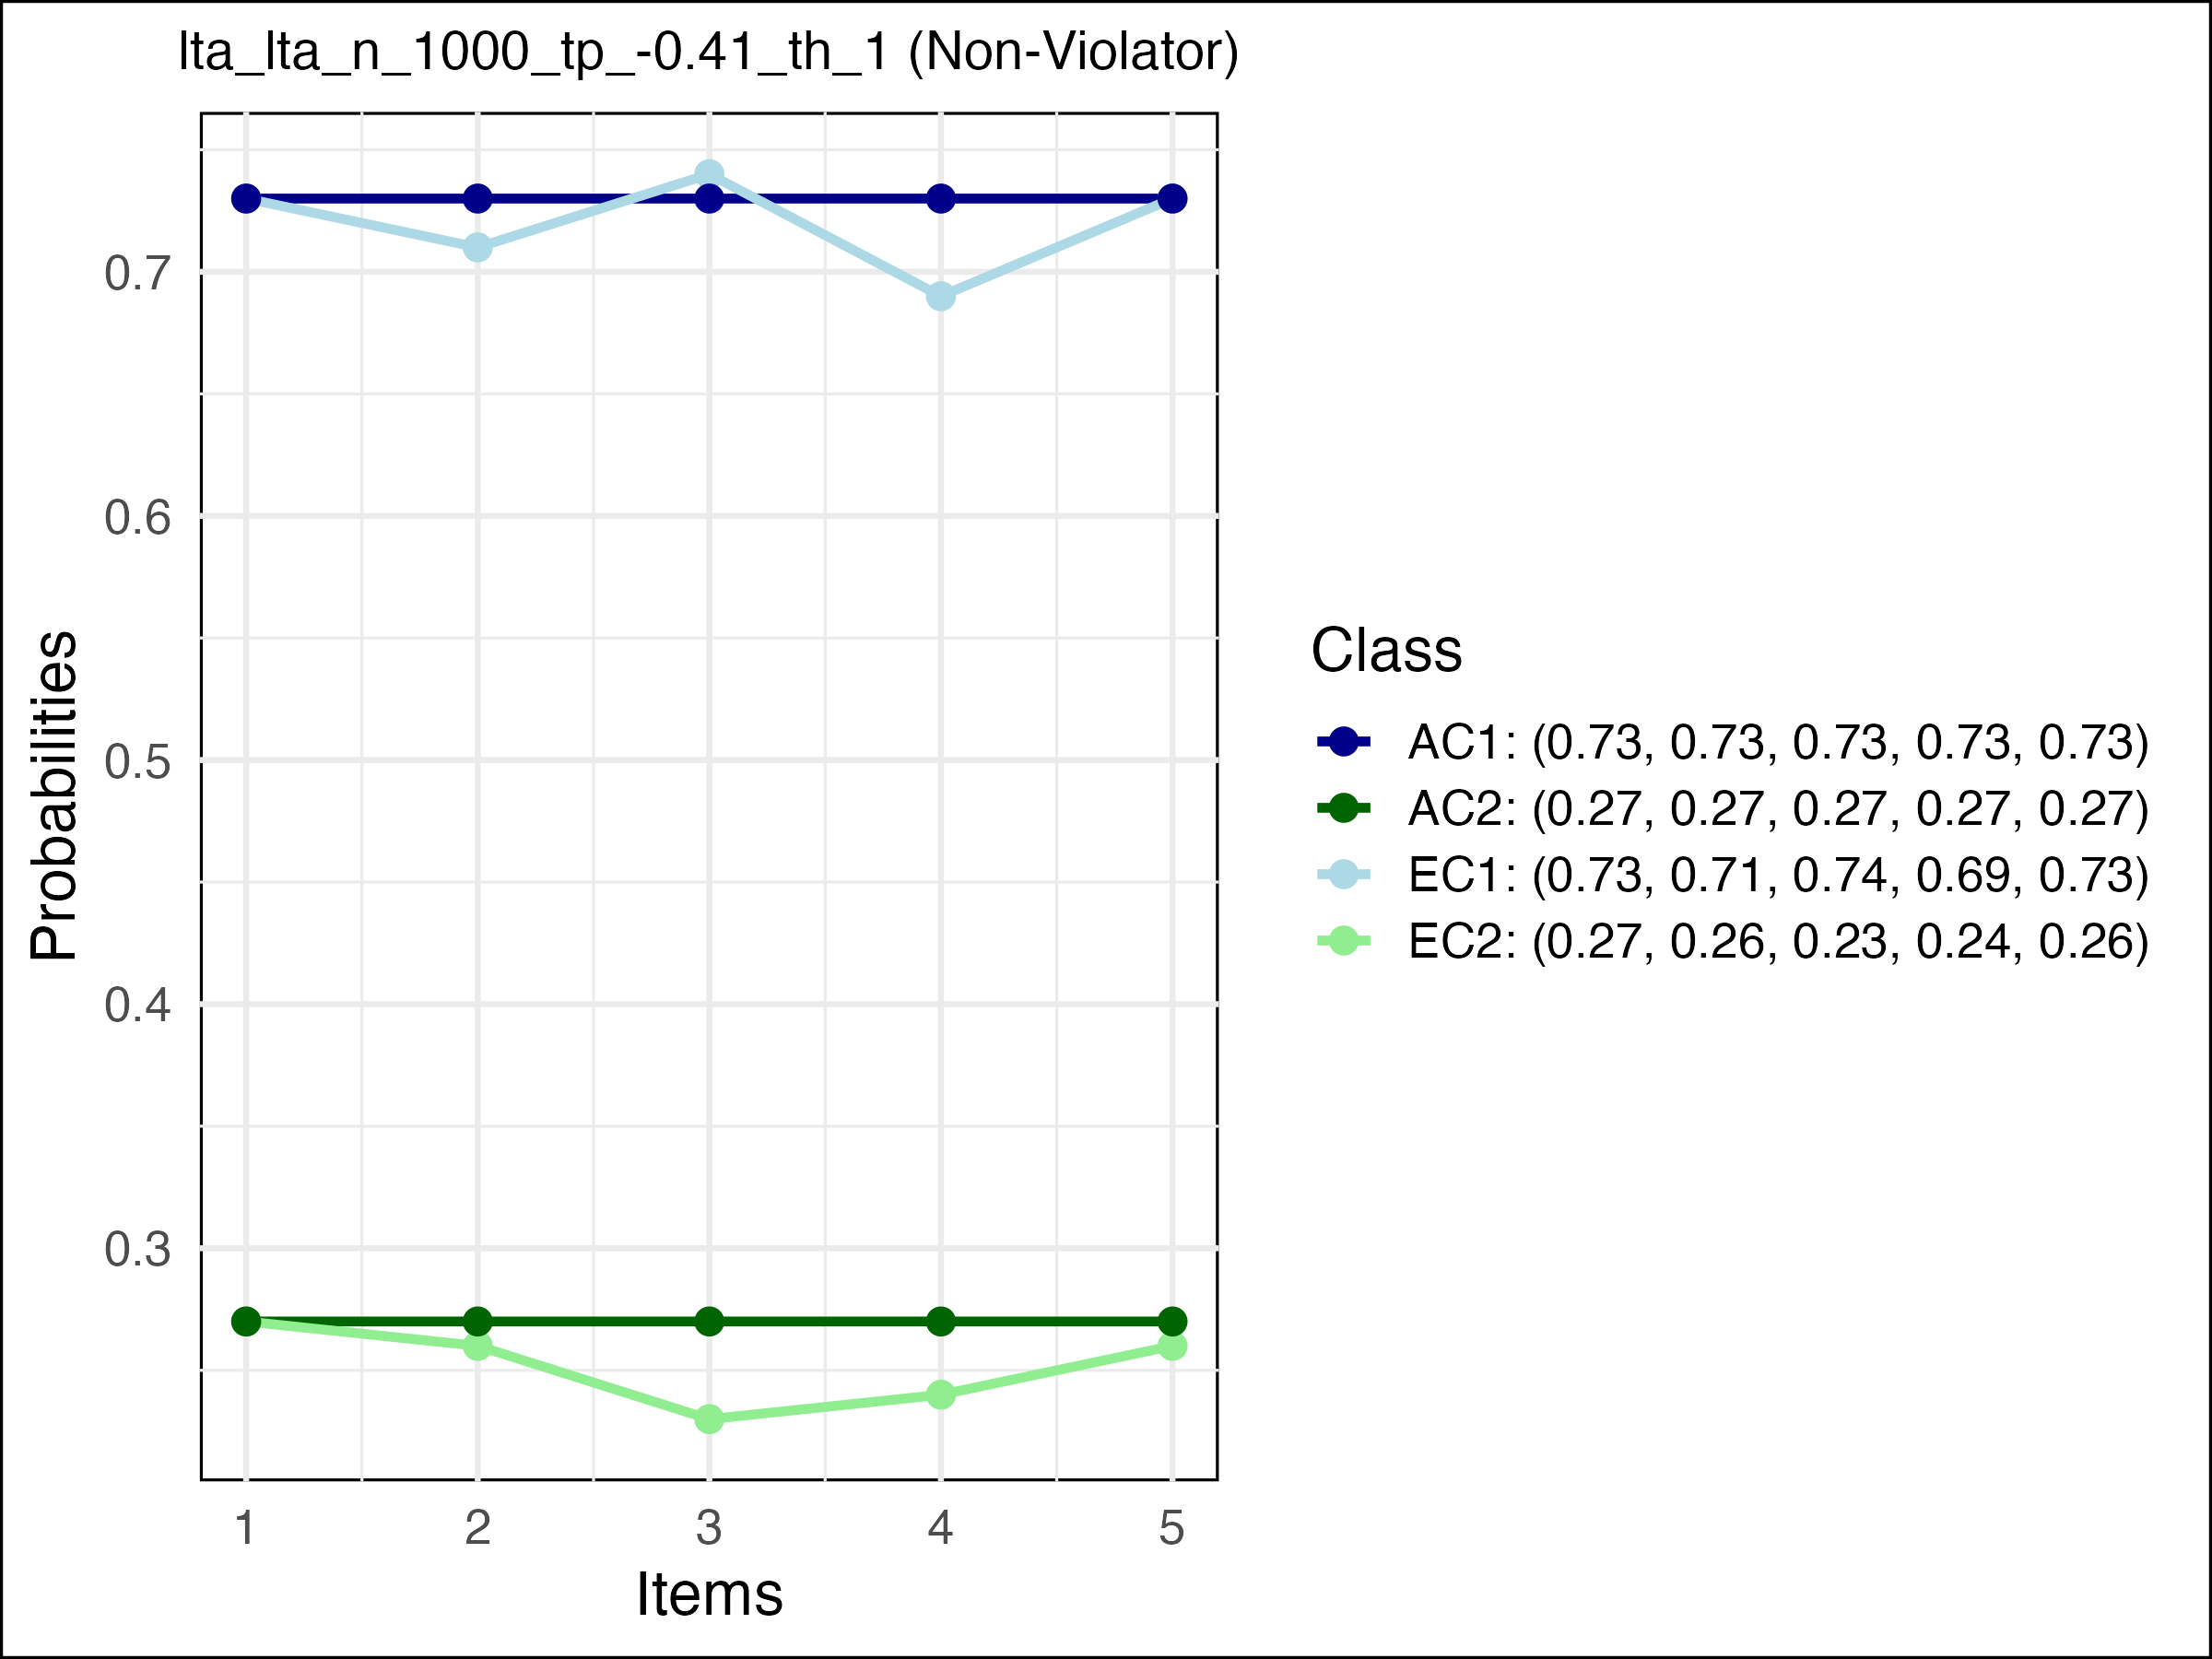 lta_lta_n_1000_tp_-0.41_th_1 (Non-Violator)
Probabilities
0.7
0.6
0.5
0.4
0.3
1 2 3 4 5
Items
Class
AC1: (0.73, 0.73, 0.73, 0.73, 0.73)
AC2: (0.27, 0.27, 0.27, 0.27, 0.27)
EC1: (0.73, 0.71, 0.74, 0.69, 0.73)
EC2: (0.27, 0.26, 0.23, 0.24, 0.26)